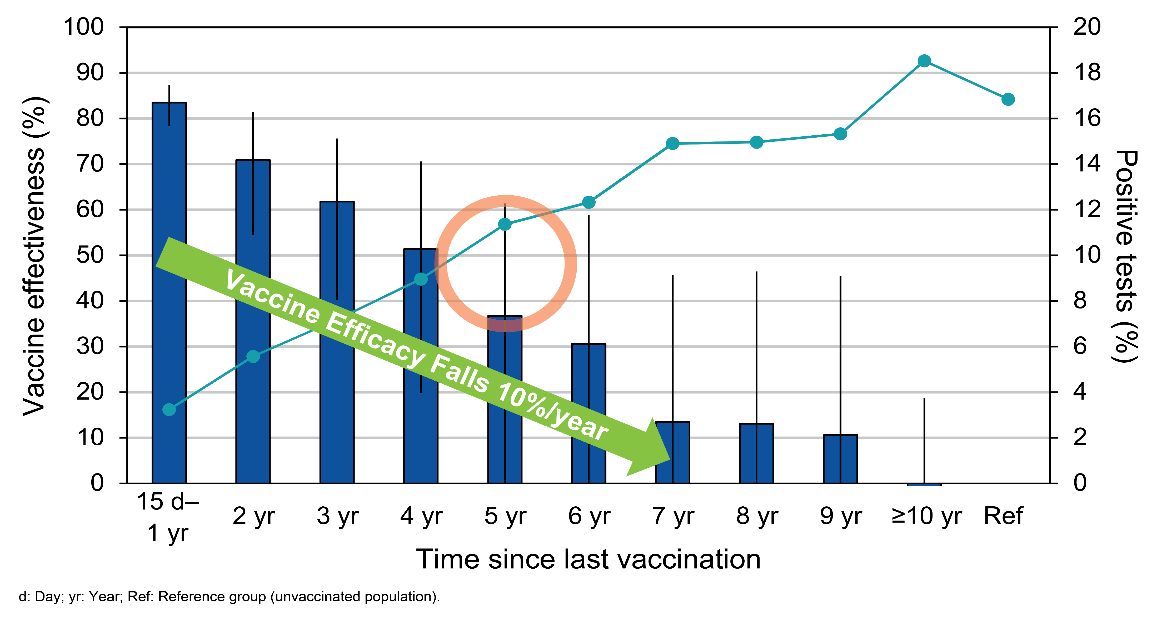 100
90
80
70
60
50
40
30
20
10
0
Vaccine effectiveness (%)
20
18
16
14
12
10
8
6
4
2
0
Positive tests (%)
Vaccine Efficacy Falls 10%/year
15 d–
1 yr
2 yr
3 yr
4 yr
5 yr
6 yr
7 yr
8 yr
9 yr
≥10 yr
Ref
Time since last vaccination
d: Day; yr: Year; Ref: Reference group (unvaccinated population).